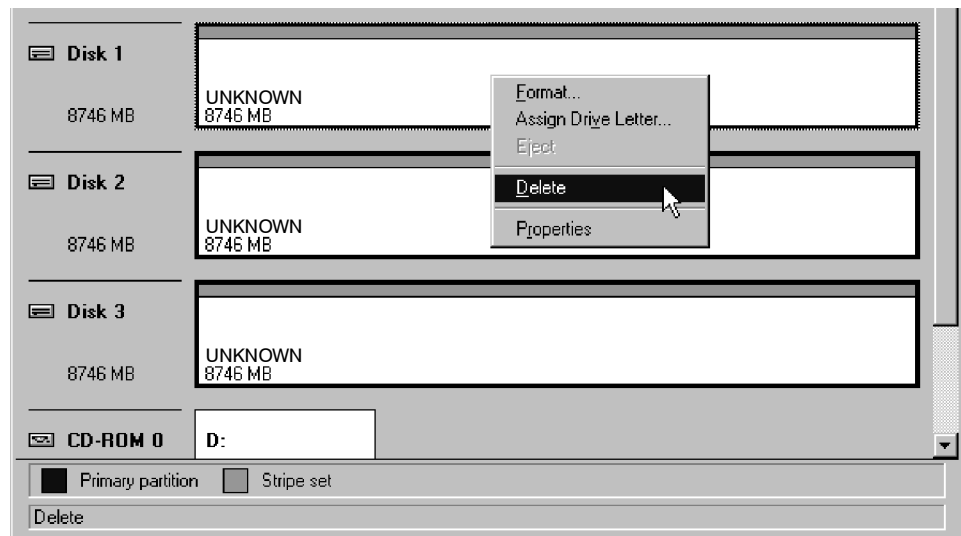 Disk 1
UNKNOWN
8746 MB
8746 MB
Format...
Assign Drive Letter...
Eject
Delete
Properties
Disk 2
UNKNOWN
8746 MB
8746 MB
Disk 3
UNKNOWN
8746 MB
8746 MB
CD-ROM 0
D:
Primary partition
Stripe set
Delete